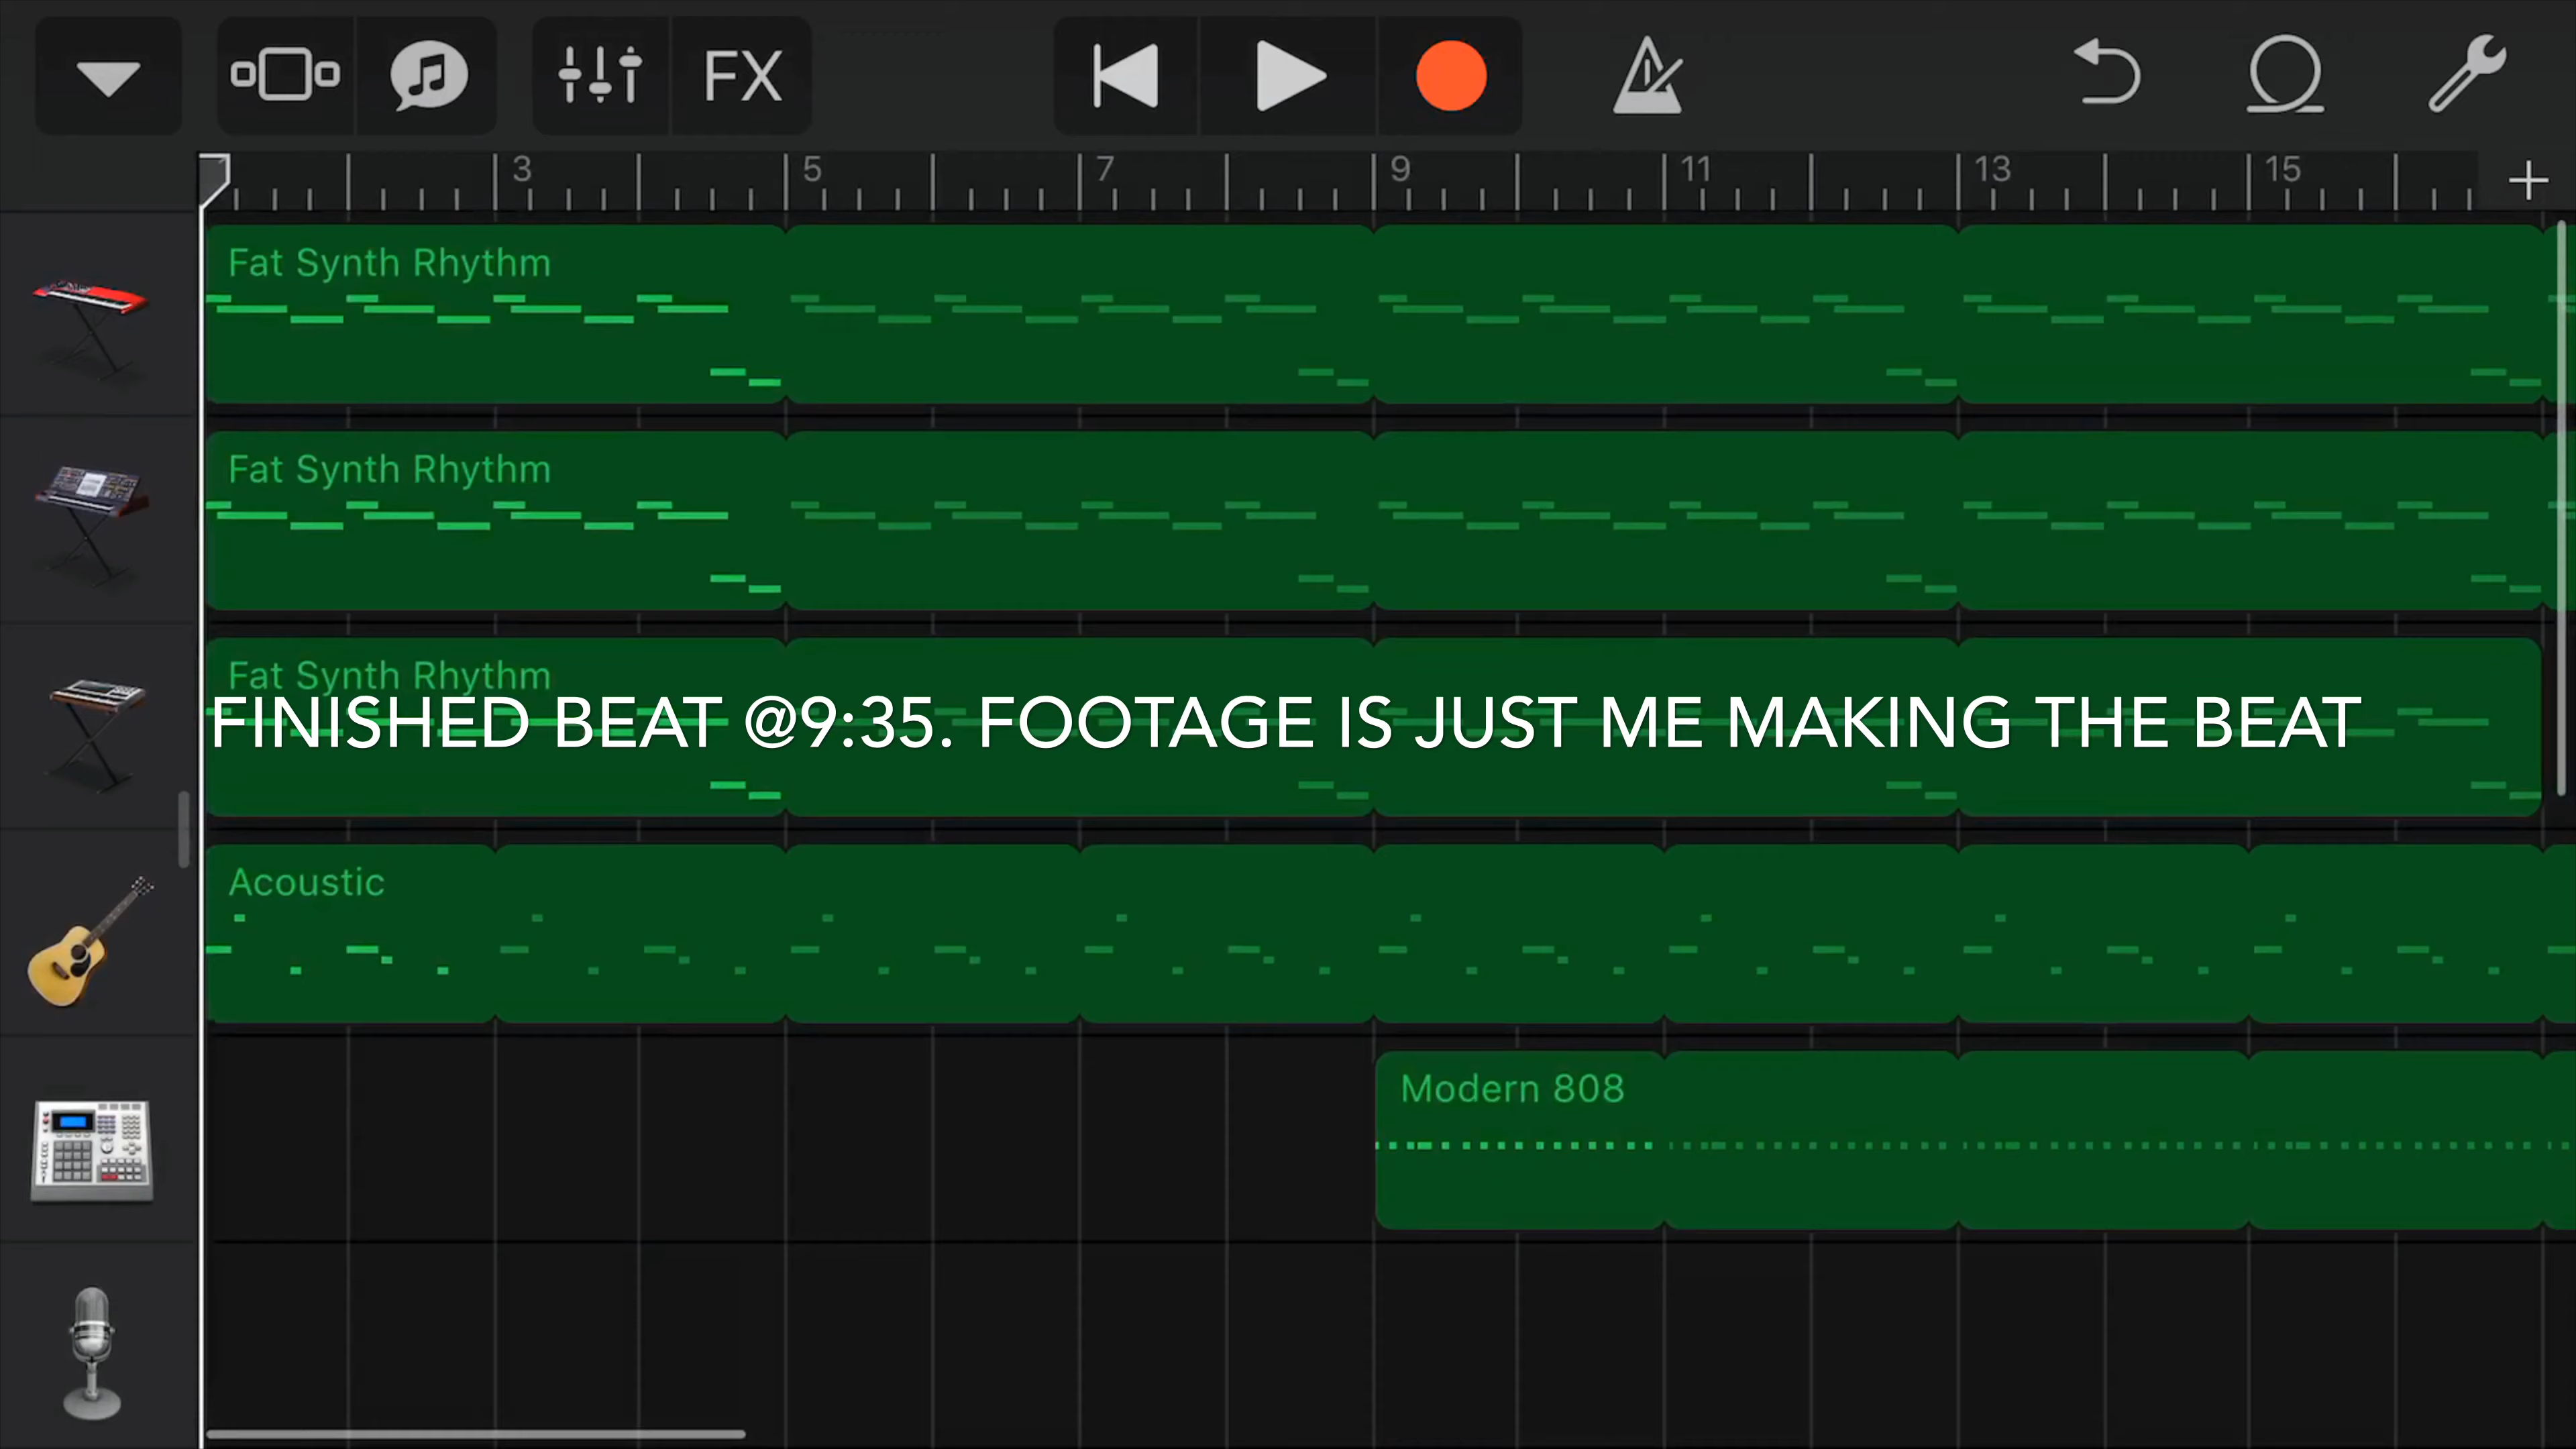 FX
3 5 7 9 11 13 15
Fat Synth Rhythm
Fat Synth Rhythm
Fat Synth Rhythm
FINISHED BEAT @9:35. FOOTAGE IS JUST ME MAKING THE BEAT
Acoustic
Modern 808